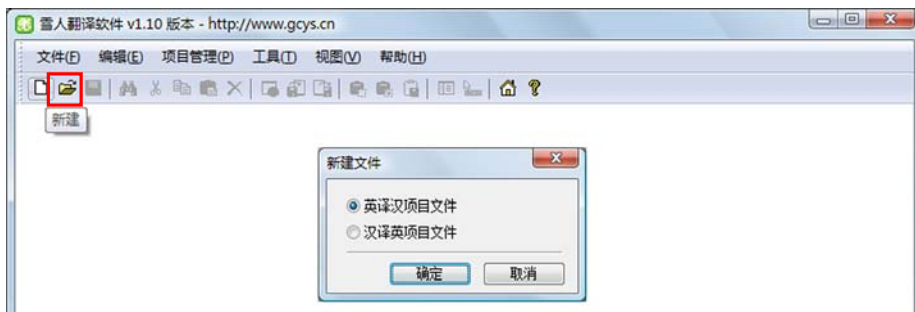 雪人翻译软件 v1.10 版本 - http://www.gcys.cn
文件(F) 编辑(E) 项目管理(P) 工具(T) 视图(V) 帮助(H)
新建
新建文件
英译汉项目文件
汉译英项目文件
确定 取消